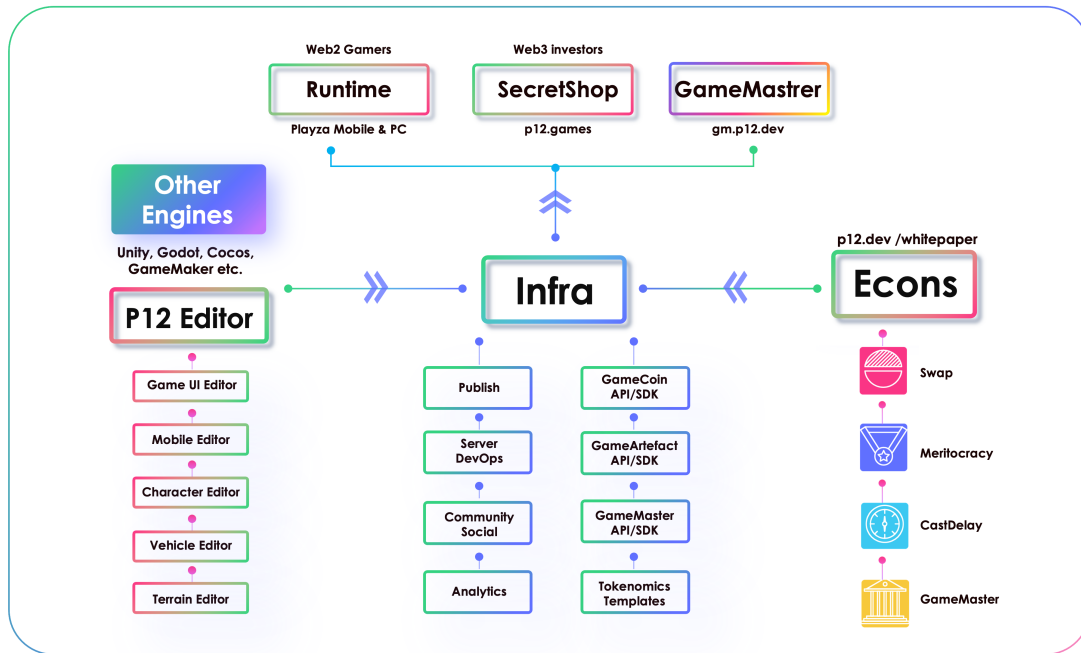 Web2 Gamers
Web3 investors
Runtime
SecretShop
GameMastrer
Playza Mobile & PC
p12.games
gm.p12.dev
Other
Engines
Unity, Godot, Cocos,
GameMaker etc.
P12 Editor
Game UI Editor
Mobile Editor
Character Editor
Vehicle Editor
Terrain Editor
Infra
Publish
Server
DevOps
Community
Social
Analytics
GameCoin
API/SDK
GameArtefact
API/SDK
GameMaster
API/SDK
Tokenomics
Templates
p12.dev /whitepaper
Econs
Swap
Meritocracy
CastDelay
GameMaster